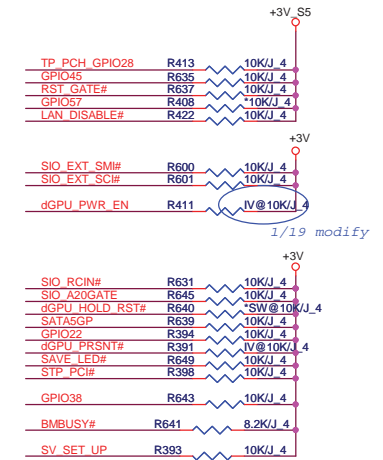 +3V_S5
TP_PCH_GPIO28 R413 10K/J_4
GPIO45 R635 10K/J_4
RST_GATE# R637 10K/J_4
GPIO57 R408 *10K/J_4
LAN_DISABLE# R422 10K/J_4
+3V
SIO_EXT_SMI# R600 10K/J_4
SIO_EXT_SCI# R601 10K/J_4
dGPU_PWR_EN R411 IV@10K/J_4
1/19 modify
+3V
SIO_RCIN# R631 10K/J_4
SIO_A20GATE R645 10K/J_4
dGPU_HOLD_RST# R640 *SW@10K/J_4
SATA5GP R639 10K/J_4
GPIO22 R394 10K/J_4
dGPU_PRSNT# R391 IV@10K/J_4
SAVE_LED# R649 10K/J_4
STP_PCI# R398 10K/J_4
GPIO38 R643 10K/J_4
BMBUSY# R641 8.2K/J_4
SV_SET_UP R393 10K/J_4